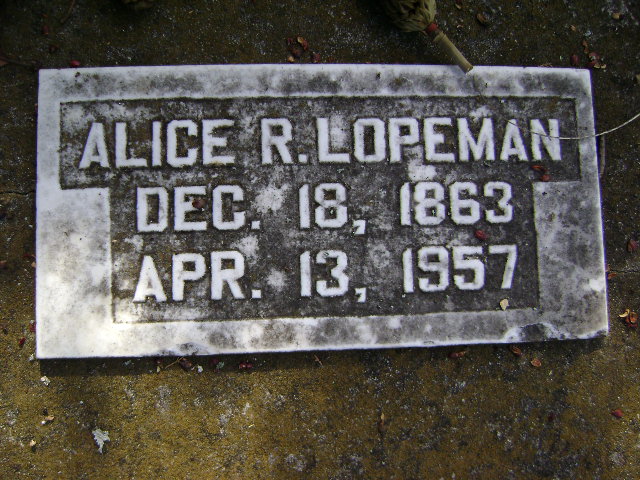 ALICE R. LOPEMAN
DEC. 18, 1863
APR. 13, 1957